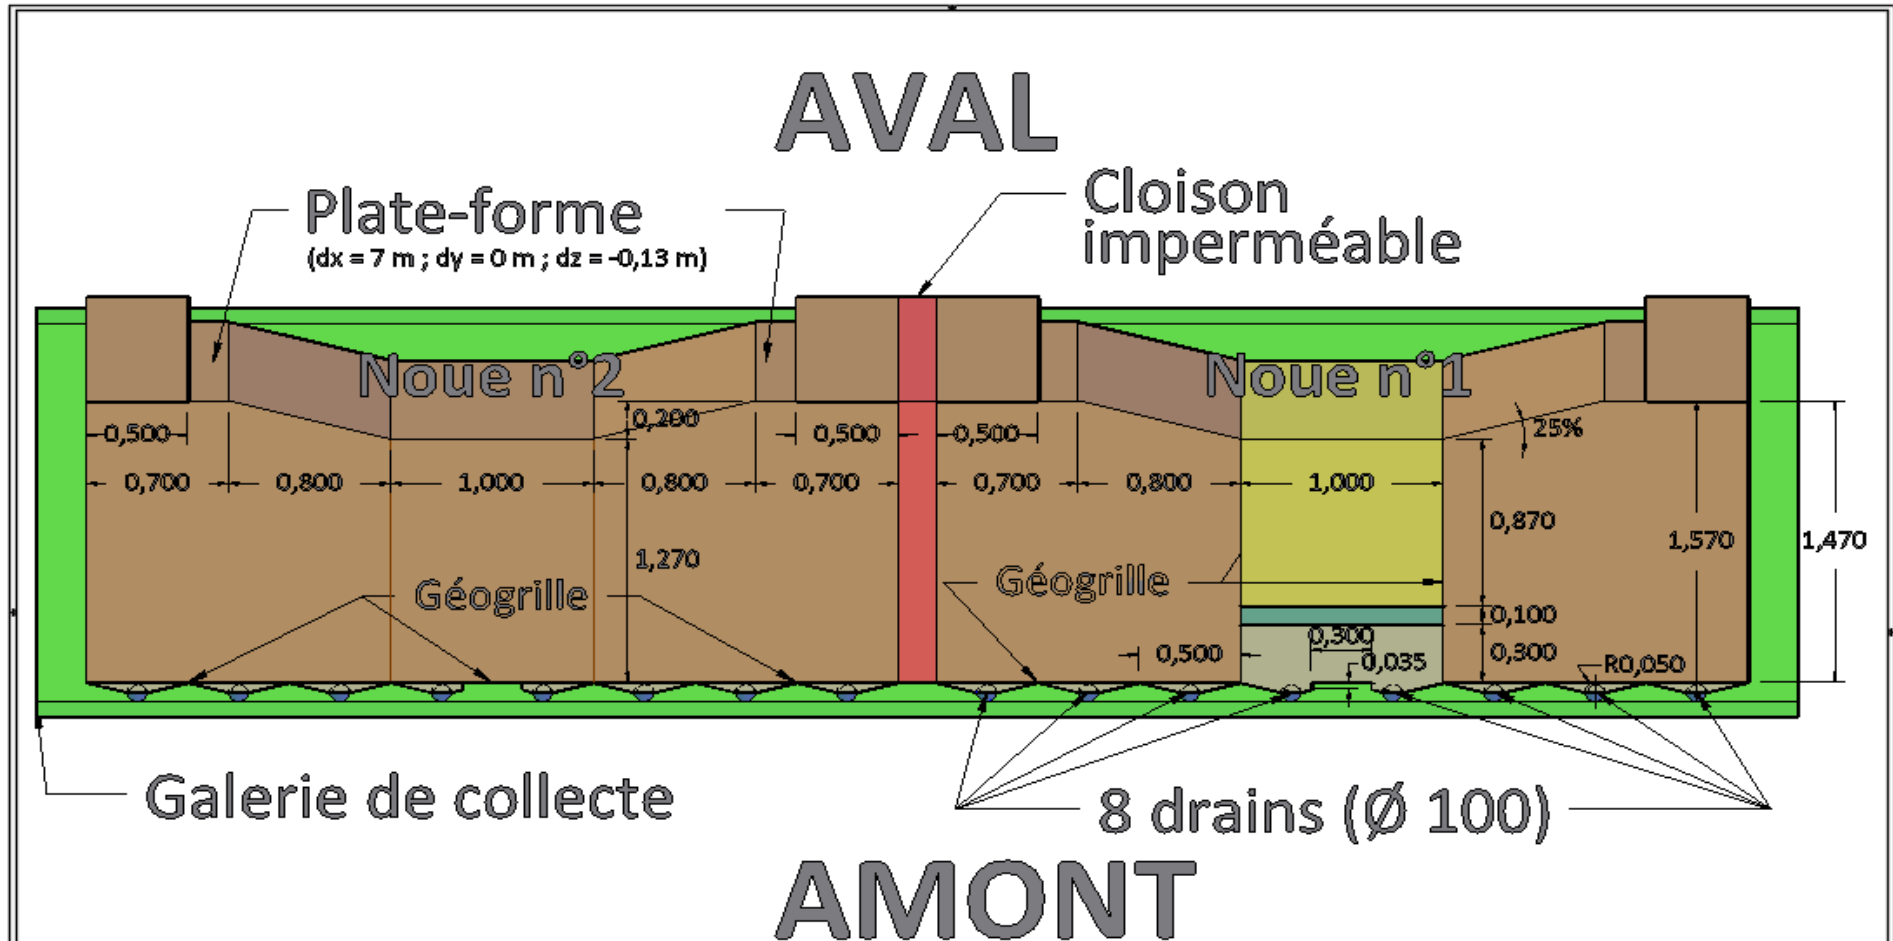 AVAL
Plate-forme
(dx = 7 m ; dy = 0 m ; dz = -0,13 m)
Cloison
imperméable
Noue n°2
Noue n°1
0,500
0,200
0,500
0,500
25%
0,700
0,800
1,000
0,800
0,700
0,700
0,800
1,000
0,870
1,570
1,470
1,270
Géogrille
Géogrille
0,100
0,300
0,500
0,035
0,300
R0,050
Galerie de collecte
8 drains (Ø 100)
AMONT